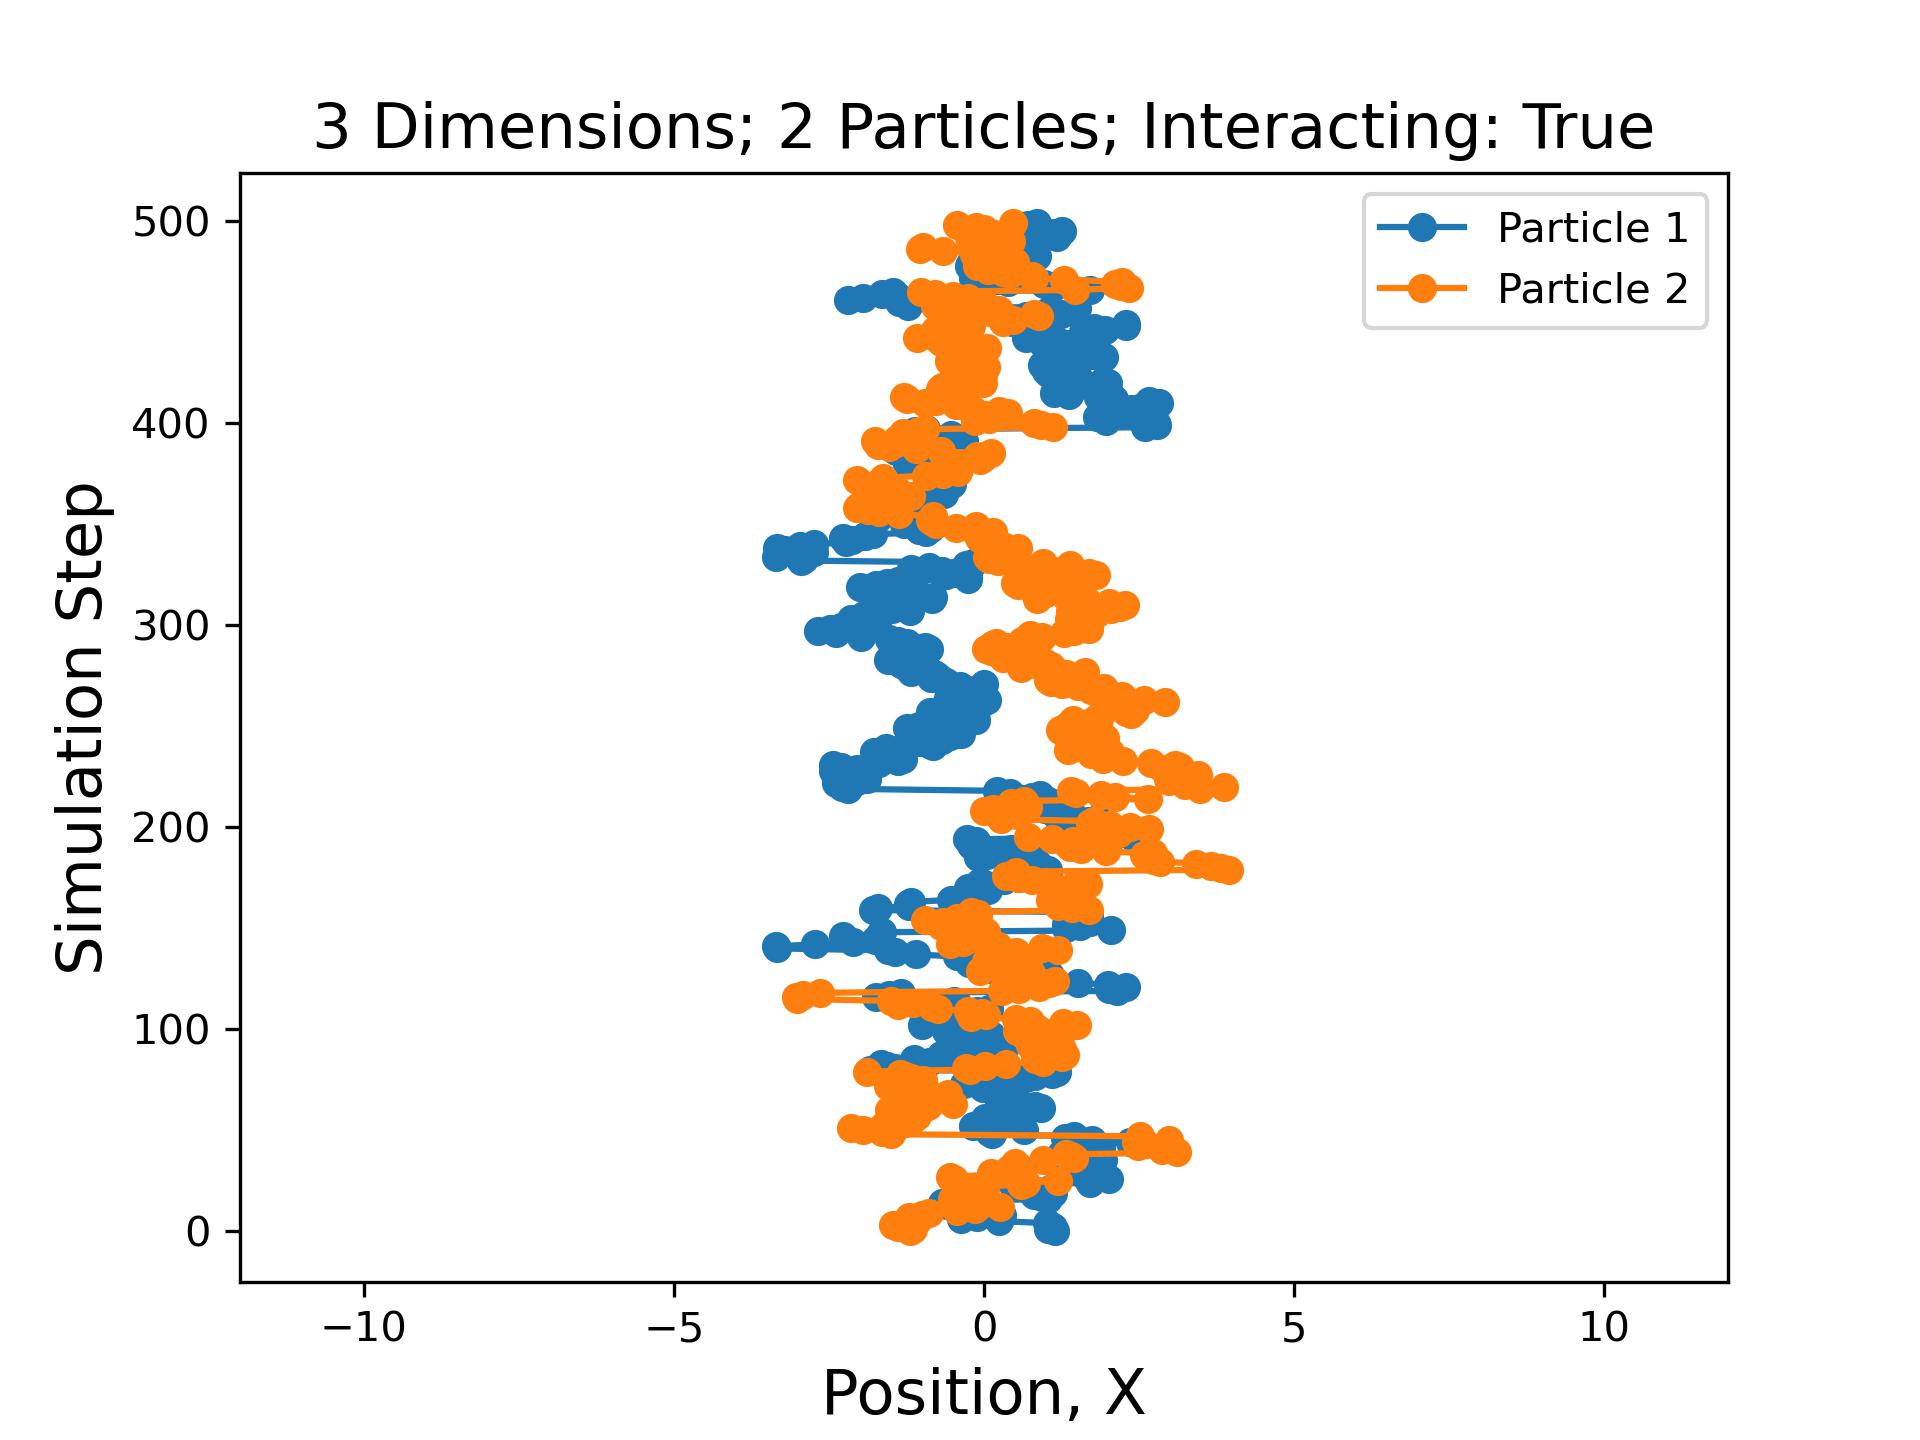 3 Dimensions; 2 Particles; Interacting: True
Particle 1
Particle 2
Simulation Step
500
400
300
200
100
0
−10
−5
0
5
10
Position, X